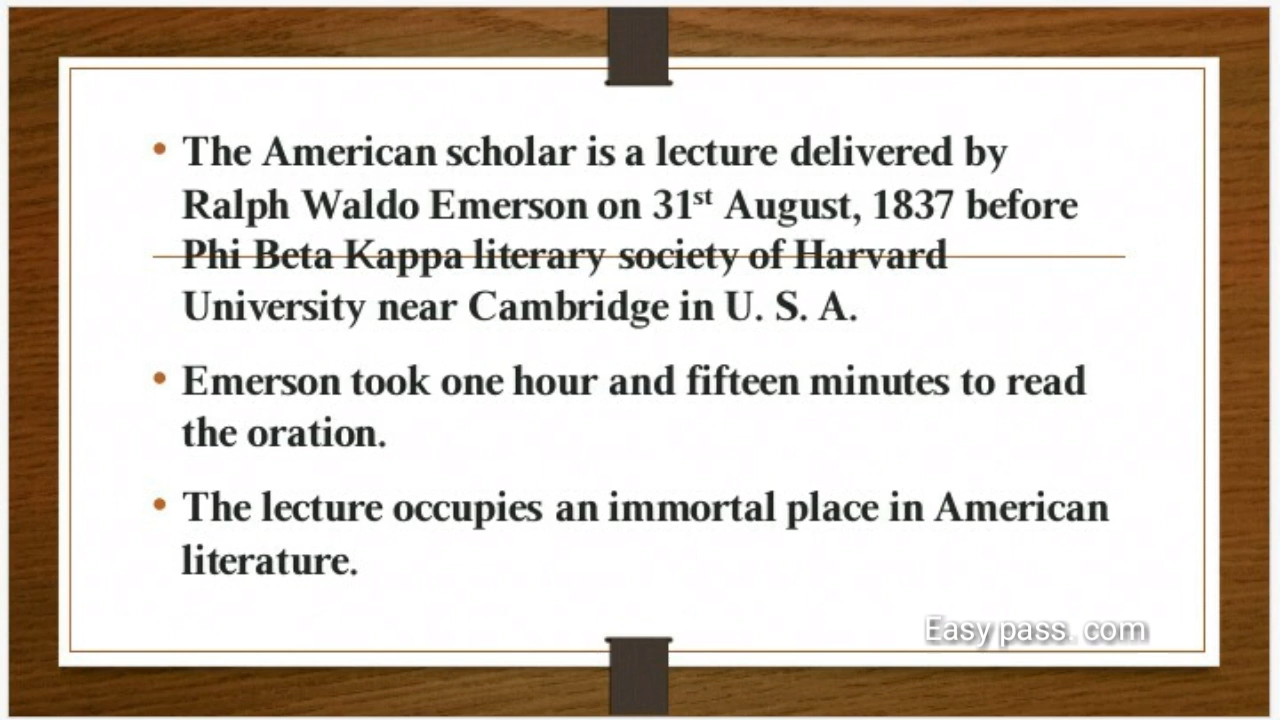 • The American scholar is a lecture delivered by
Ralph Waldo Emerson on 31st August, 1837 before
Phi Beta Kappa literary society of Harvard
University near Cambridge in U. S. A.
• Emerson took one hour and fifteen minutes to read
the oration.
• The lecture occupies an immortal place in American
literature.
Easy pass. com